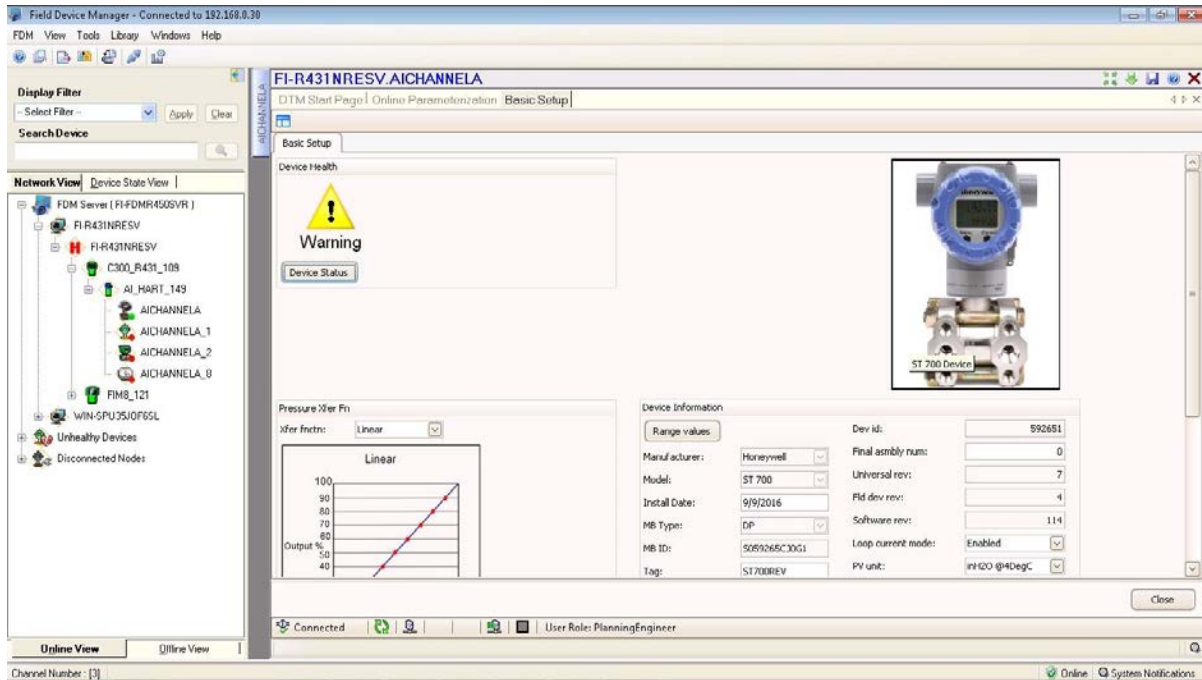 Field Device Manager - Connected to 192.168.0.30
FDM View Tools Library Windows Help
Display Filter
-- Select Filter --
Apply
Clear
Search Device
Network View
Device State View
FDM Server ( FI-FDMR450SVR )
FI-R431NRESV
FI-R431NRESV
C300_R431_109
AI_HART_149
AICHANNELA
AICHANNELA_1
AICHANNELA_2
AICHANNELA_8
FIM8_121
WIN-SPU35JOF6SL
Unhealthy Devices
Disconnected Nodes
Online View
Offline View
Channel Number : [3]
AICHANNELA
FI-R431NRESV.AICHANNELA
DTM Start Page
Online Parameterization
Basic Setup
Basic Setup
Device Health
Warning
Device Status
Honeywell
ST 700 Device
Pressure Xfer Fn
Xfer fnctn: Linear
Linear
100
90
80
70
60
Output %
50
40
Device Information
Range values
Manufacturer: Honeywell
Model: ST 700
Install Date: 9/9/2016
MB Type: DP
MB ID:
Tag: ST700REV
Dev id: 592651
Final asmbly num: 0
Universal rev: 7
Fld dev rev: 4
Software rev: 114
Loop current mode: Enabled
PV unit: inH2O @4DegC
Close
Connected
User Role: PlanningEngineer
Online
System Notifications